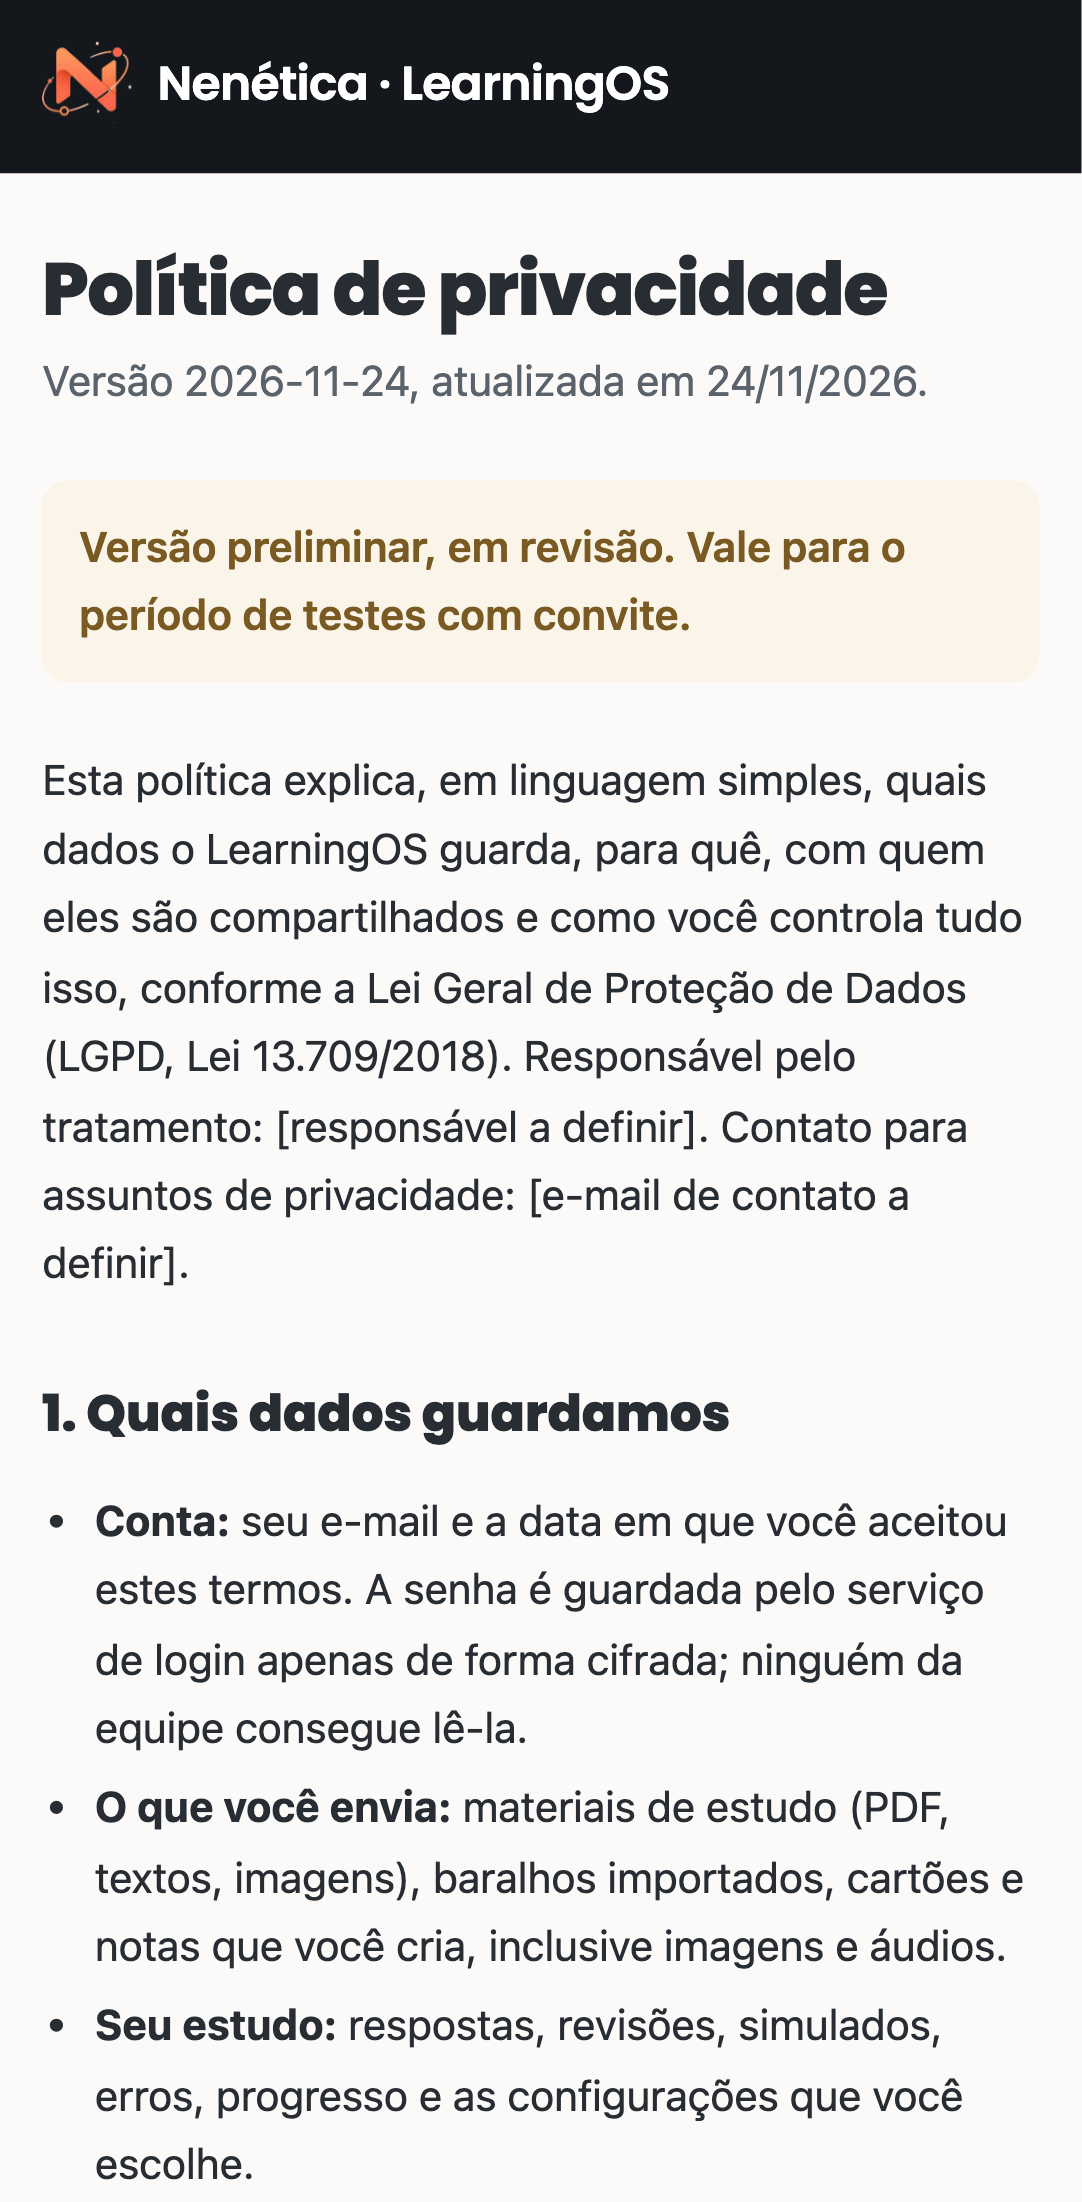 Nenética · LearningOS
Política de privacidade
Versão 2026-11-24, atualizada em 24/11/2026.
Versão preliminar, em revisão. Vale para o
período de testes com convite.
Esta política explica, em linguagem simples, quais
dados o LearningOS guarda, para quê, com quem
eles são compartilhados e como você controla tudo
isso, conforme a Lei Geral de Proteção de Dados
(LGPD, Lei 13.709/2018). Responsável pelo
tratamento: [responsável a definir]. Contato para
assuntos de privacidade: [e-mail de contato a
definir].
1. Quais dados guardamos
• Conta: seu e-mail e a data em que você aceitou
estes termos. A senha é guardada pelo serviço
de login apenas de forma cifrada; ninguém da
equipe consegue lê-la.
• O que você envia: materiais de estudo (PDF,
textos, imagens), baralhos importados, cartões e
notas que você cria, inclusive imagens e áudios.
• Seu estudo: respostas, revisões, simulados,
erros, progresso e as configurações que você
escolhe.